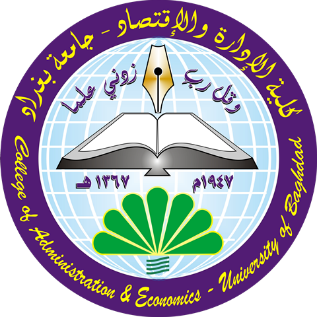 كلية الإدارة والإقتصاد - جامعة بغداد
وقل رب زدني علما
١٩٤٧م
١٣٦٧ هـ
College of Administration & Economics - University of Baghdad